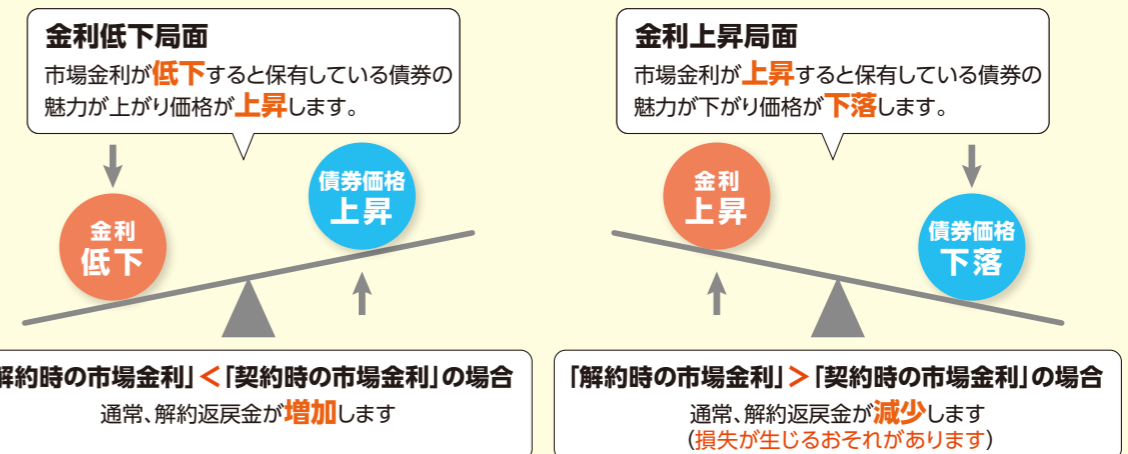 金利低下局面
市場金利が低下すると保有している債券の
魅力が上がり価格が上昇します。
金利
低下
債券価格
上昇
解約時の市場金利」<「契約時の市場金利」の場合
通常、解約返戻金が増加します
金利上昇局面
市場金利が上昇すると保有している債券の
魅力が下がり価格が下落します。
金利
上昇
債券価格
下落
「解約時の市場金利」>「契約時の市場金利」の場合
通常、解約返戻金が減少します
(損失が生じるおそれがあります)